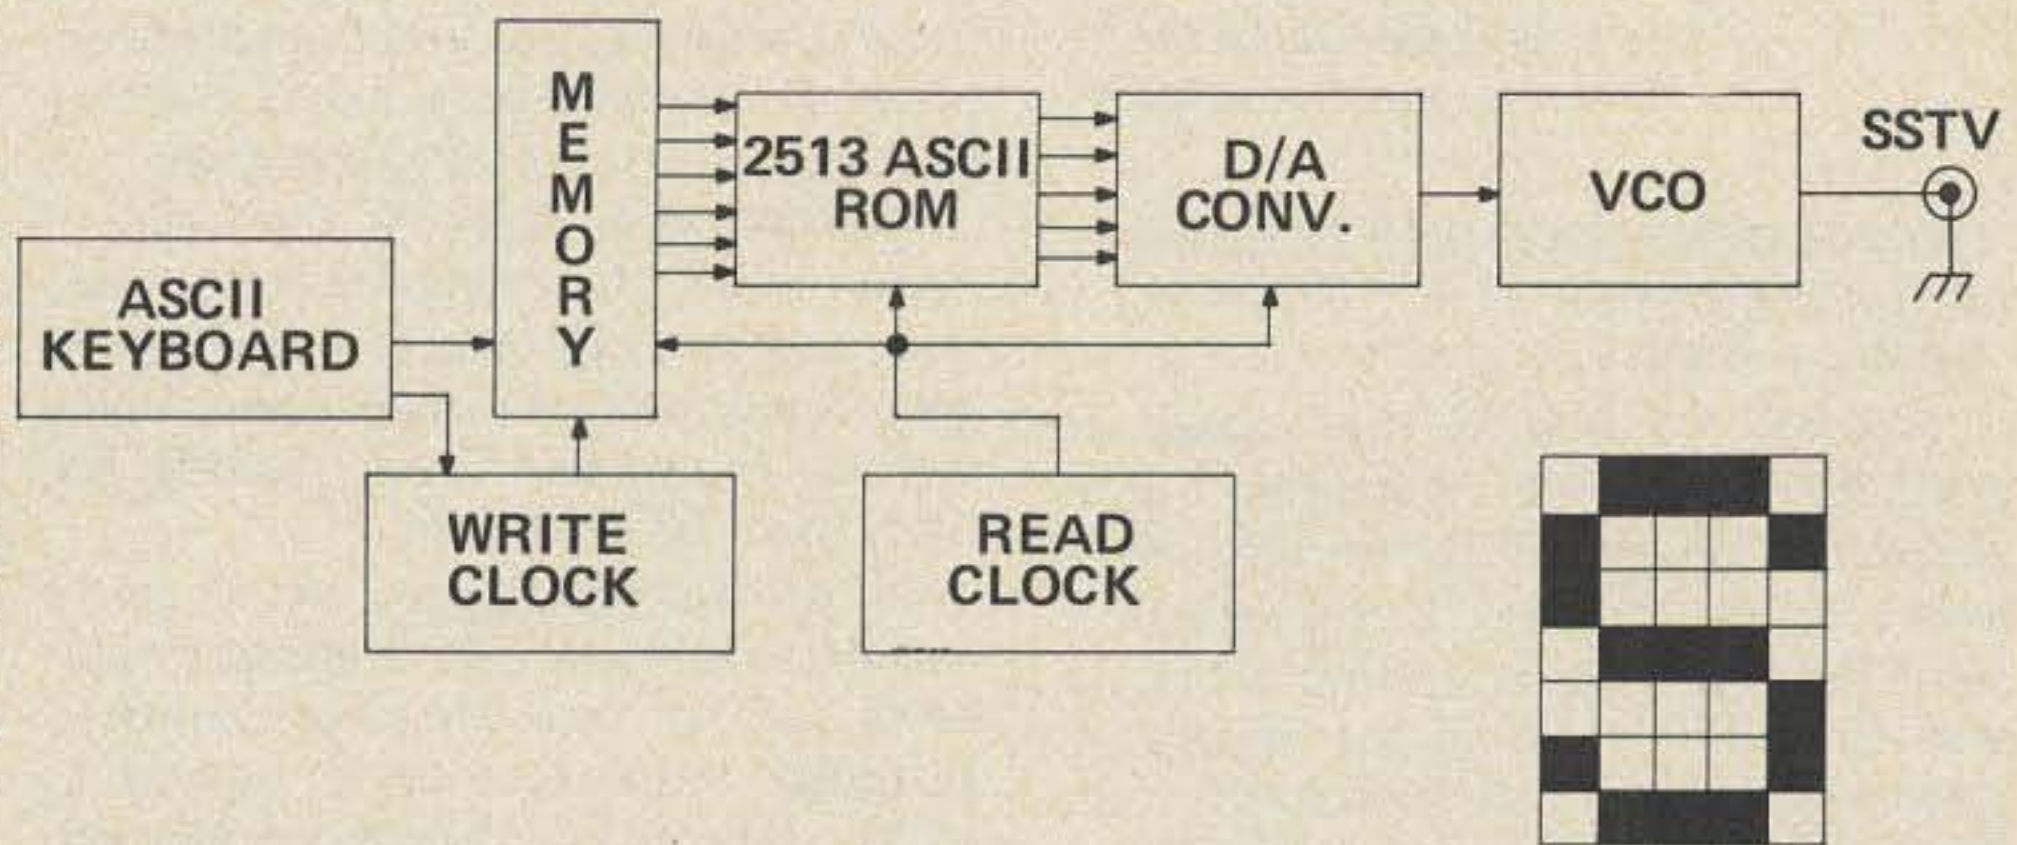 MEMORY
2513 ASCII
ROM
D/A
CONV.
VCO
SSTV
ASCII
KEYBOARD
WRITE
CLOCK
READ
CLOCK